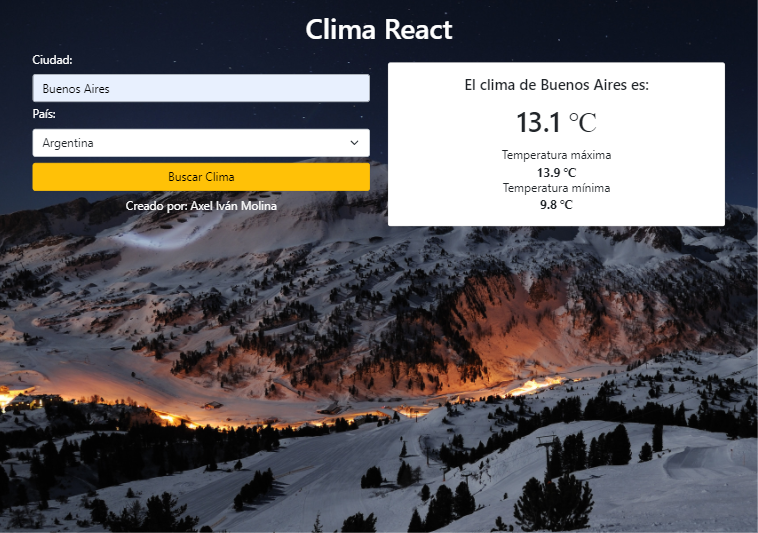 Clima React
Ciudad:
Buenos Aires
País:
Argentina
Buscar Clima
Creado por: Axel Iván Molina
El clima de Buenos Aires es:
13.1 °C
Temperatura máxima
13.9 °C
Temperatura mínima
9.8 °C